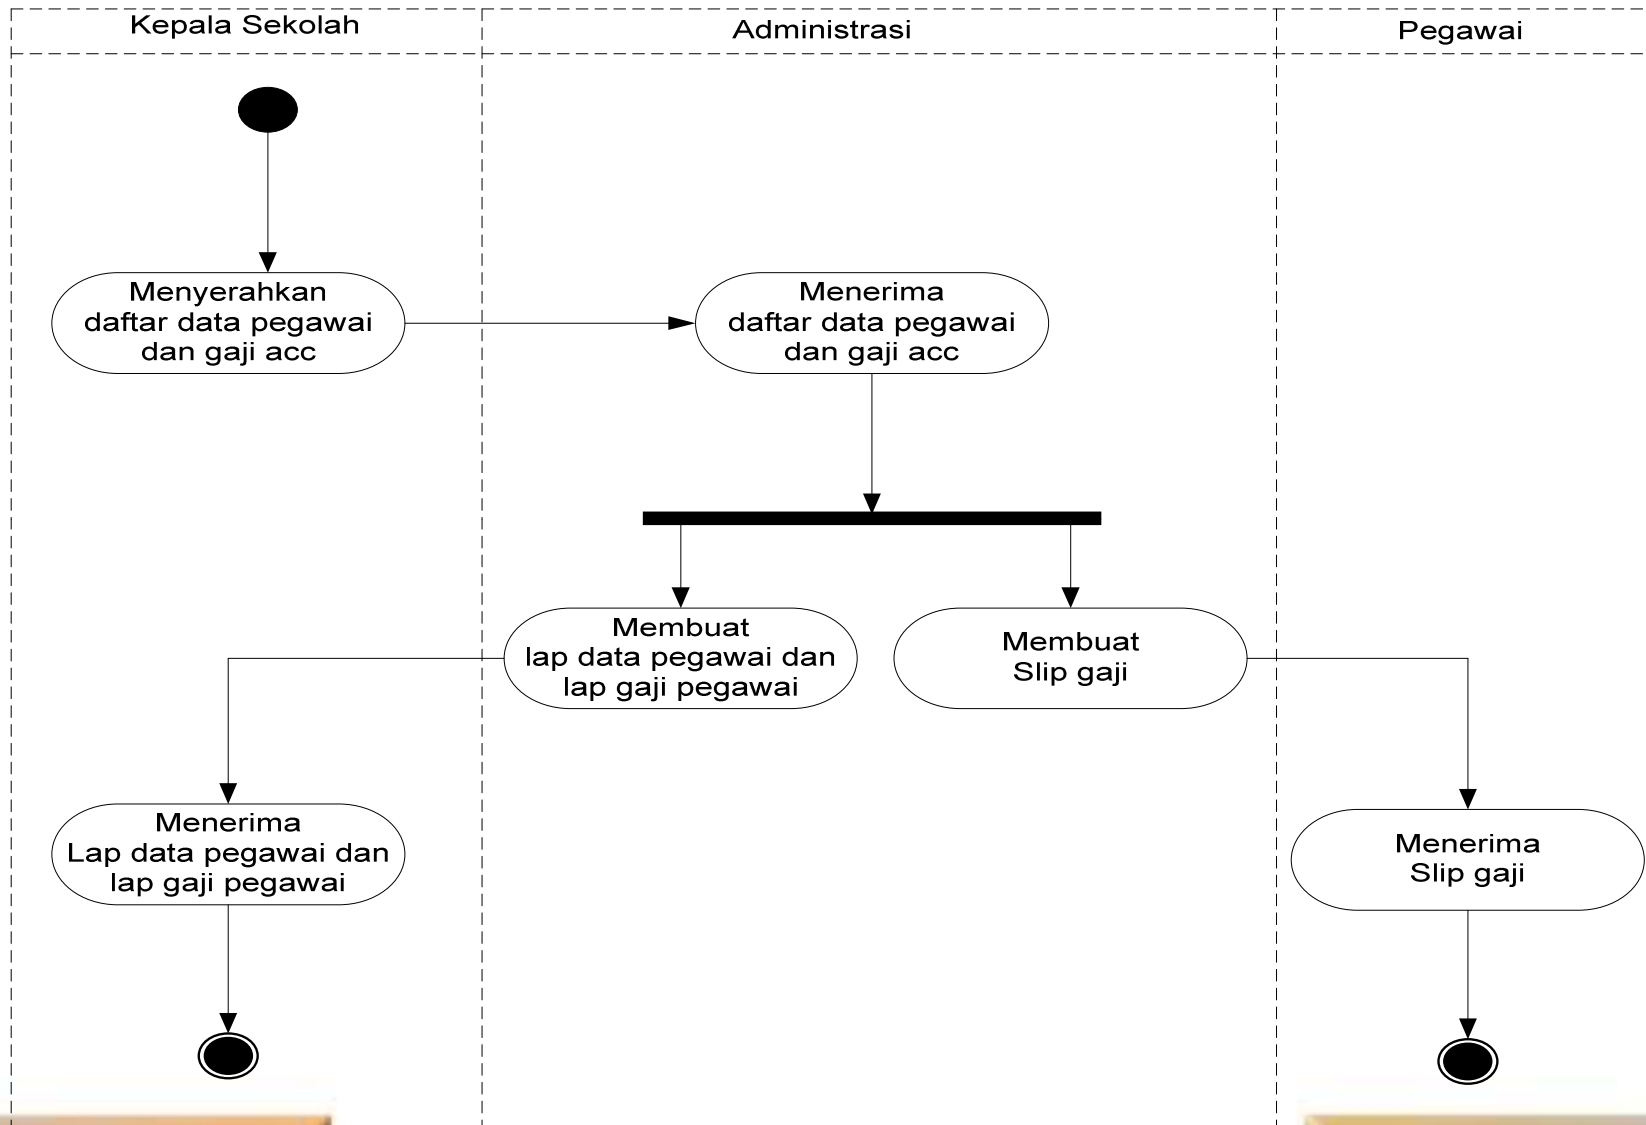 Kepala Sekolah
Administrasi
Pegawai
Menyerahkan
daftar data pegawai
dan gaji acc
Menerima
daftar data pegawai
dan gaji acc
Membuat
lap data pegawai dan
lap gaji pegawai
Membuat
Slip gaji
Menerima
Lap data pegawai dan
lap gaji pegawai
Menerima
Slip gaji